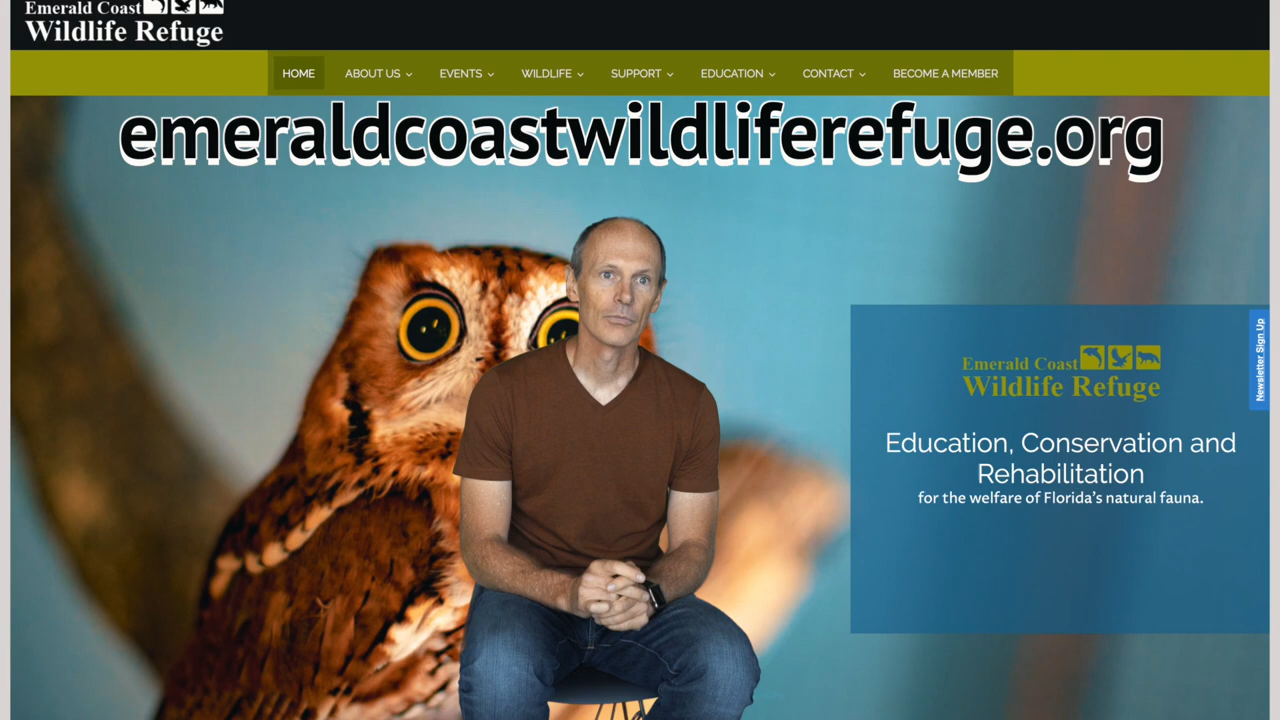 Emerald Coast
Wildlife Refuge
HOME ABOUT US EVENTS WILDLIFE SUPPORT EDUCATION CONTACT BECOME A MEMBER
emeraldcoastwildliferefuge.org
Emerald Coast
Wildlife Refuge
Newsletter Sign Up
Education, Conservation and
Rehabilitation
for the welfare of Florida's natural fauna.